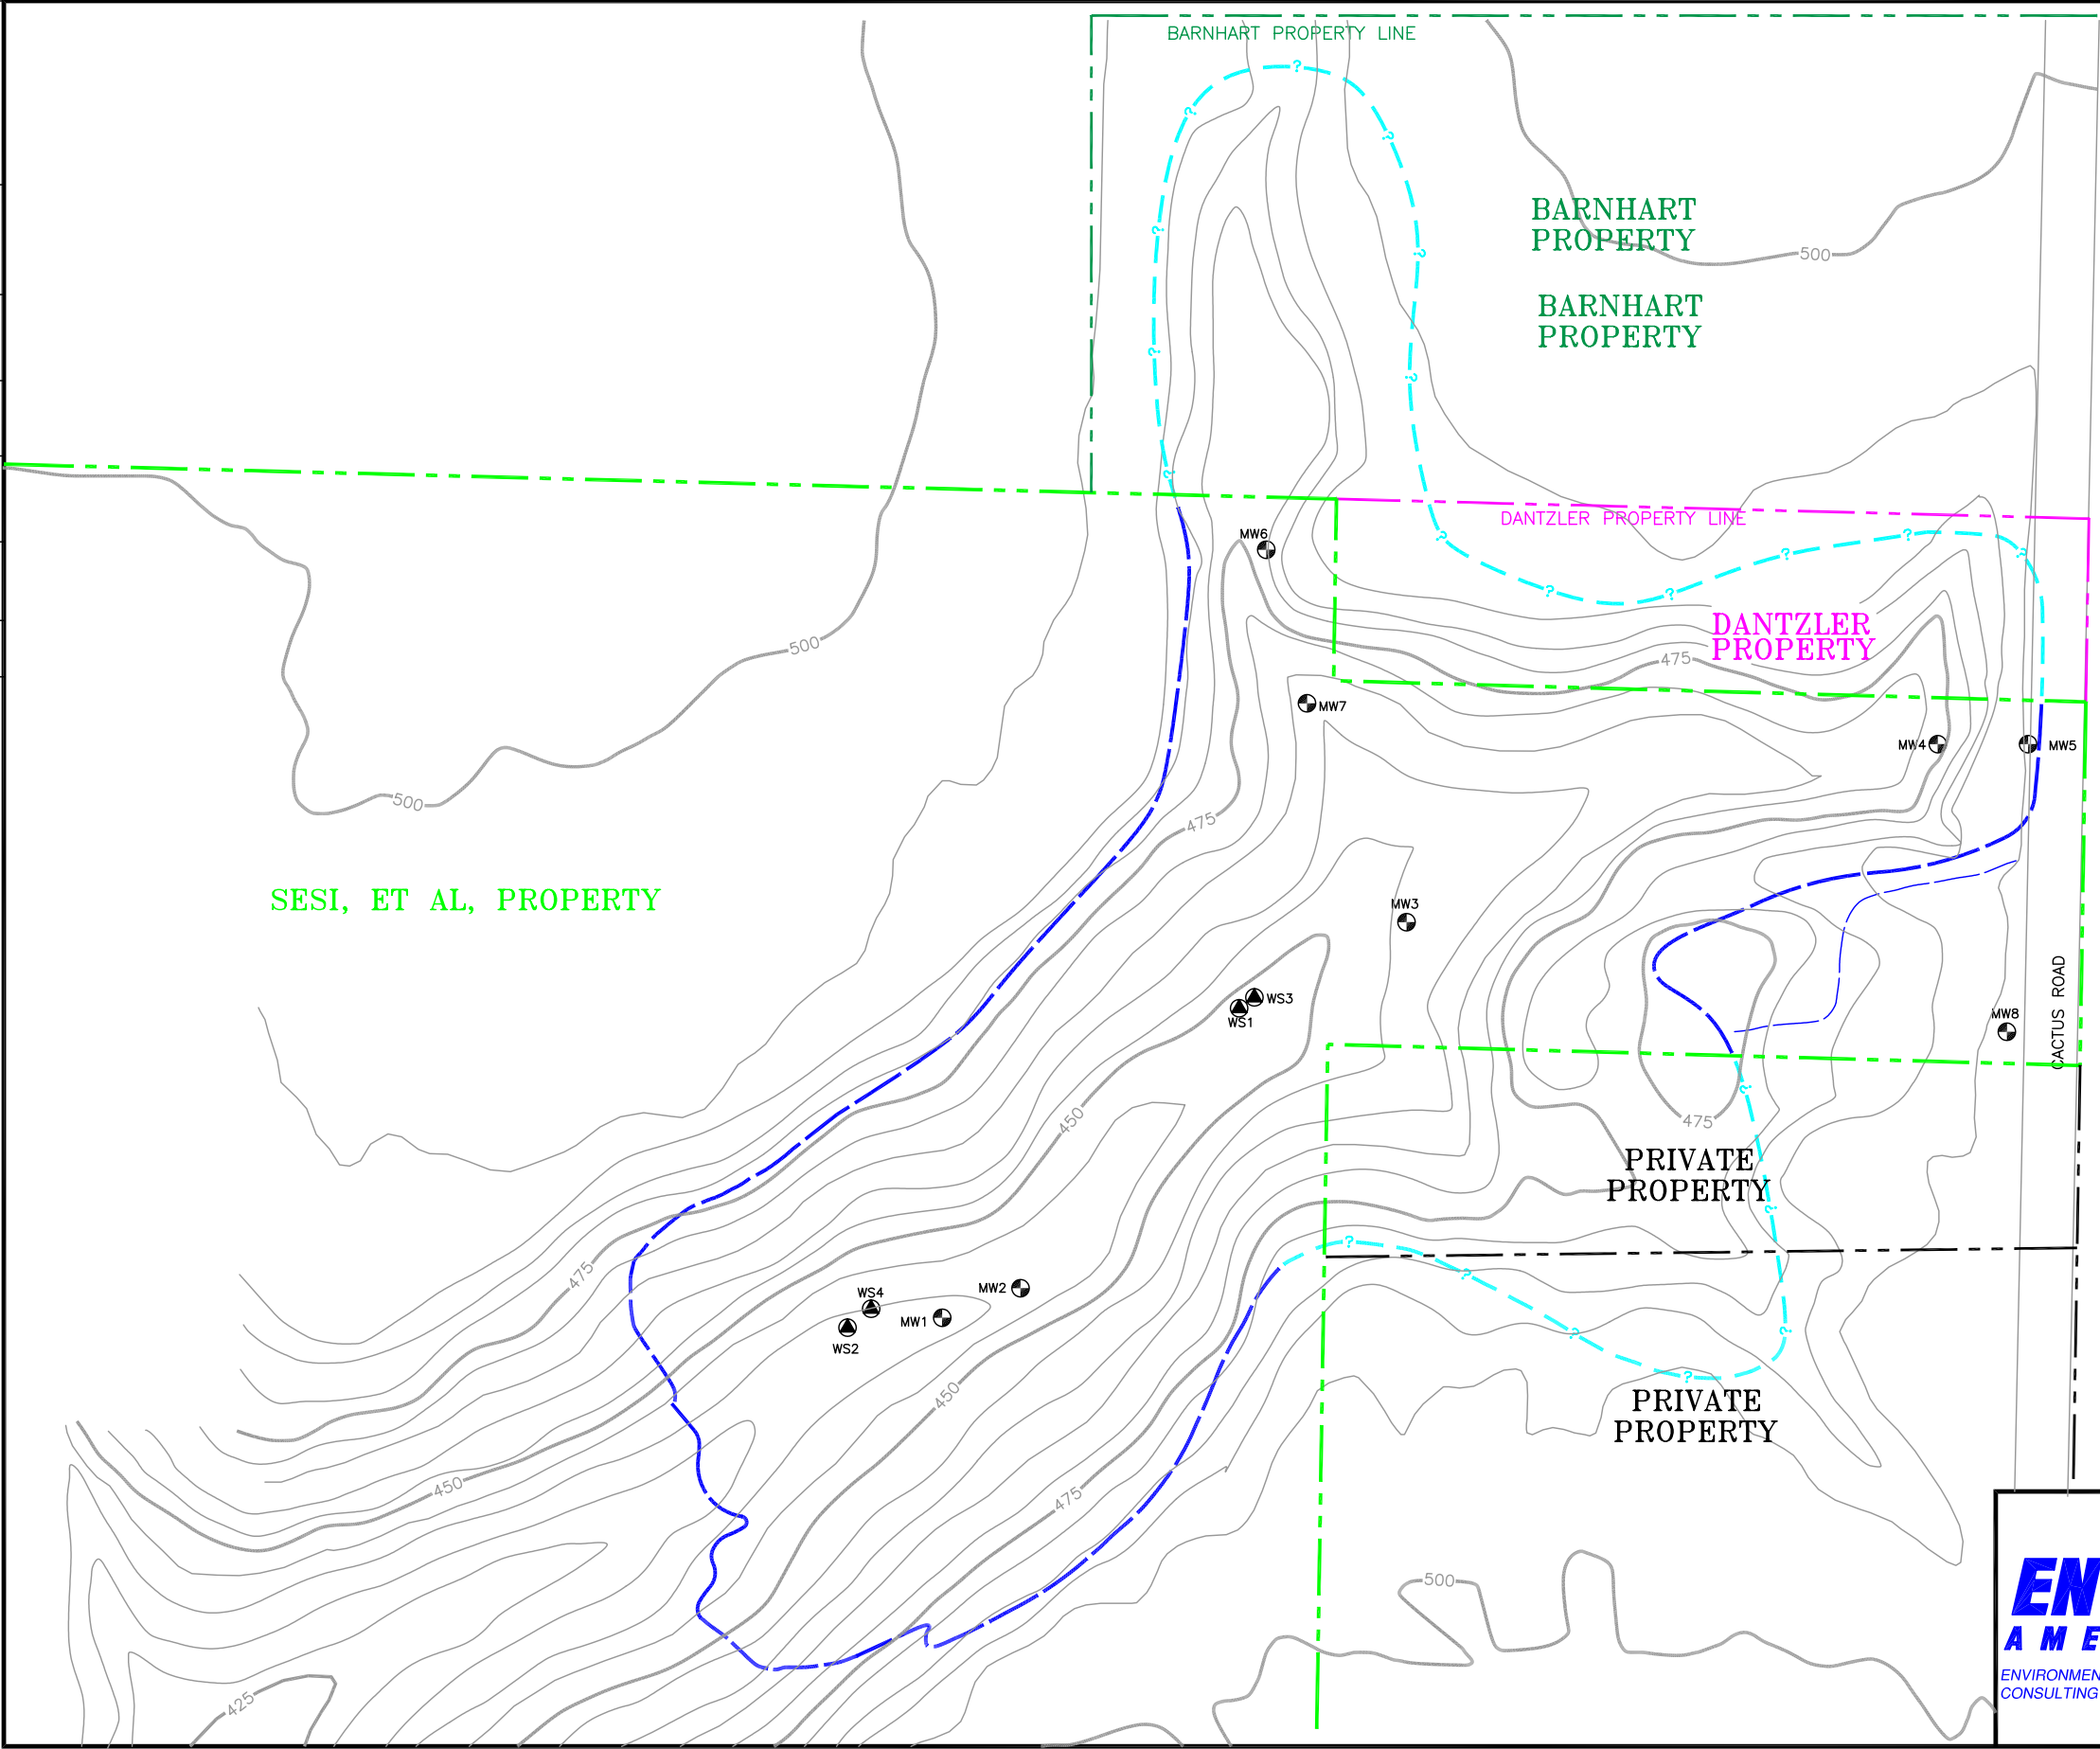 BARNHART PROPERTY LINE
?
?
?
BARNHART
PROPERTY
?
?
500
BARNHART
PROPERTY
?
?
?
DANTZLER PROPERTY LINE
MW6
?
?
?
?
?
DANTZLER
PROPERTY
500
475
MW7
MW4
MW5
500
475
SESI, ET AL, PROPERTY
MW3
WS3
WS1
MW8
CACTUS ROAD
?
450
475
PRIVATE
PROPERTY
?
?
475
?
MW2
WS4
MW1
WS2
?
?
?
450
PRIVATE
PROPERTY
450
475
500
425
EN
AME
ENVIRONMEN
CONSULTING